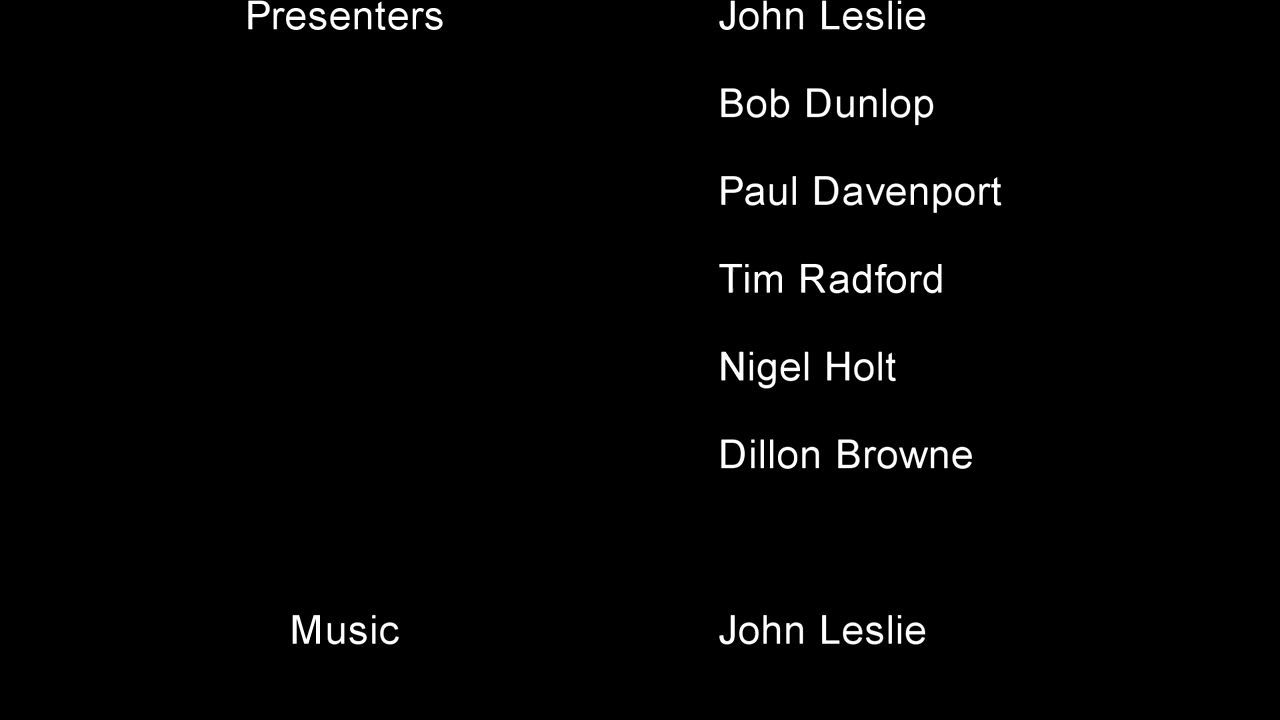 Presenters John Leslie
Bob Dunlop
Paul Davenport
Tim Radford
Nigel Holt
Dillon Browne
Music John Leslie